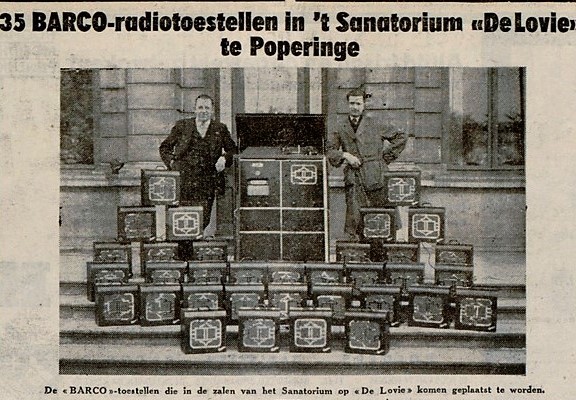 35 BARCO-radiotoestellen in 't Sanatorium «De Lovie»
te Poperinge
De «BARCO»-toestellen die in de zalen van het Sanatorium op «De Lovie» komen geplaatst te worden.